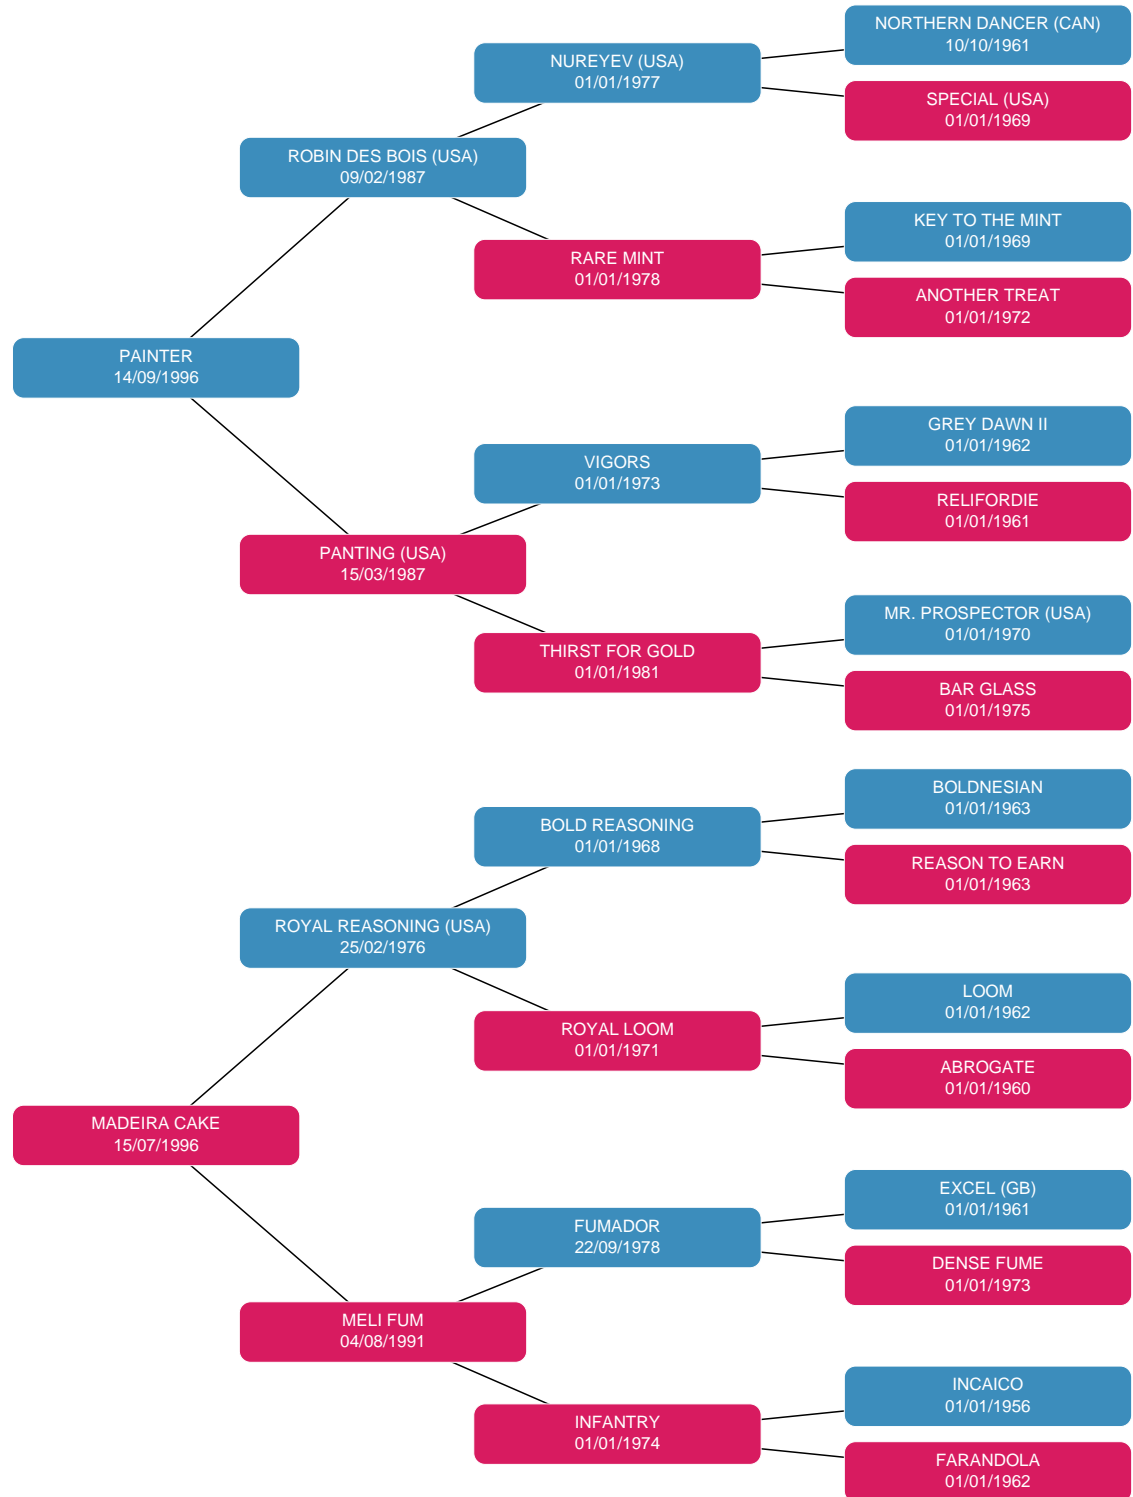 NORTHERN DANCER (CAN)
10/10/1961
NUREYEV (USA)
01/01/1977
SPECIAL (USA)
01/01/1969
ROBIN DES BOIS (USA)
09/02/1987
KEY TO THE MINT
01/01/1969
RARE MINT
01/01/1978
ANOTHER TREAT
01/01/1972
PAINTER
14/09/1996
GREY DAWN II
01/01/1962
VIGORS
01/01/1973
RELIFORDIE
01/01/1961
PANTING (USA)
15/03/1987
MR. PROSPECTOR (USA)
01/01/1970
THIRST FOR GOLD
01/01/1981
BAR GLASS
01/01/1975
BOLDNESIAN
01/01/1963
BOLD REASONING
01/01/1968
REASON TO EARN
01/01/1963
ROYAL REASONING (USA)
25/02/1976
LOOM
01/01/1962
ROYAL LOOM
01/01/1971
ABROGATE
01/01/1960
MADEIRA CAKE
15/07/1996
EXCEL (GB)
01/01/1961
FUMADOR
22/09/1978
DENSE FUME
01/01/1973
MELI FUM
04/08/1991
INCAICO
01/01/1956
INFANTRY
01/01/1974
FARANDOLA
01/01/1962